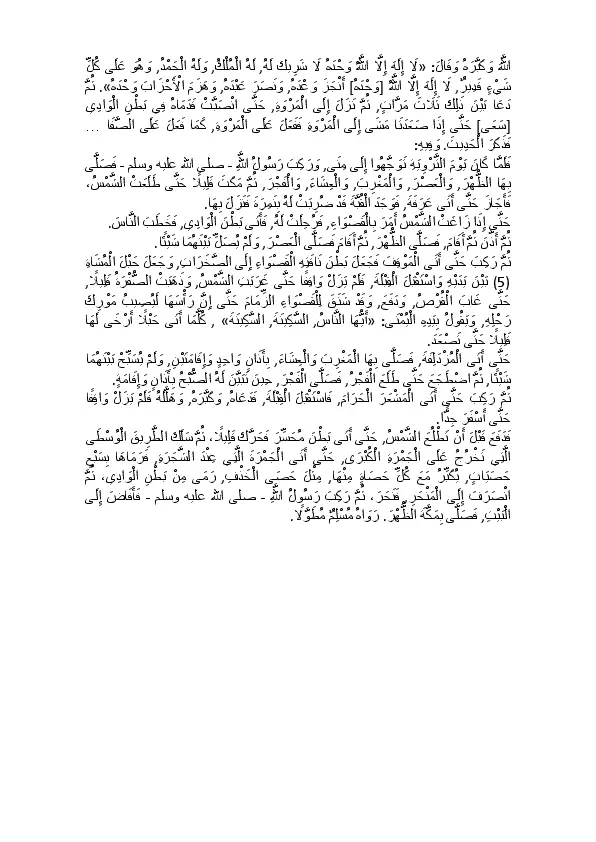 اللَّهَ وَكَبَّرَهُ وَقَالَ: «لَا إِلَهَ إِلَّا اللَّهُ وَحْدَهُ لَا شَرِيكَ لَهُ, لَهُ الْمُلْكُ, وَلَهُ الْحَمْدُ, وَهُوَ عَلَى كُلِّ
شَيْءٍ قَدِيرٌ, لَا إِلَهَ إِلَّا اللَّهُ [وَحْدَهُ] أَنْجَزَ وَعْدَهُ, وَنَصَرَ عَبْدَهُ, وَهَزَمَ الْأَحْزَابَ وَحْدَهُ». ثُمَّ
دَعَا بَيْنَ ذَلِكَ ثَلَاثَ مَرَّاتٍ, ثُمَّ نَزَلَ إِلَى الْمَرْوَةِ, حَتَّى انْصَبَّتْ قَدَمَاهُ فِي بَطْنِ الْوَادِي
[سَعَى] حَتَّى إِذَا صَعَدَتَا مَشَى إِلَى الْمَرْوَةِ فَفَعَلَ عَلَى الْمَرْوَةِ, كَمَا فَعَلَ عَلَى الصَّفَا …
فَذَكَرَ الْحَدِيثَ. وَفِيهِ:
فَلَمَّا كَانَ يَوْمَ التَّرْوِيَةِ تَوَجَّهُوا إِلَى مِنَى, وَرَكِبَ رَسُولُ اللَّهِ - صلى الله عليه وسلم - فَصَلَّى
بِهَا الظُّهْرَ, وَالْعَصْرَ, وَالْمَغْرِبَ, وَالْعِشَاءَ, وَالْفَجْرَ, ثُمَّ مَكَثَ قَلِيلًا حَتَّى طَلَعَتِ الشَّمْسُ،
فَأَجَازَ حَتَّى أَتَى عَرَفَةَ, فَوَجَدَ الْقُبَّةَ قَدْ ضُرِبَتْ لَهُ بِنَمِرَةَ فَنَزَلَ بِهَا.
حَتَّى إِذَا زَاغَتِ الشَّمْسُ أَمَرَ بِالْقَصْوَاءِ, فَرُحِلَتْ لَهُ, فَأَتَى بَطْنَ الْوَادِي, فَخَطَبَ النَّاسَ.
ثُمَّ أَذَّنَ ثُمَّ أَقَامَ, فَصَلَّى الظُّهْرَ, ثُمَّ أَقَامَ فَصَلَّى الْعَصْرَ, وَلَمْ يُصَلِّ بَيْنَهُمَا شَيْئًا.
ثُمَّ رَكِبَ حَتَّى أَتَى الْمَوْقِفَ فَجَعَلَ بَطْنَ نَاقَتِهِ الْقَصْوَاءِ إِلَى الصَّخَرَاتِ, وَجَعَلَ حَبْلَ الْمُشَاةِ
(5) بَيْنَ يَدَيْهِ وَاسْتَقْبَلَ الْقِبْلَةَ, فَلَمْ يَزَلْ وَاقِفًا حَتَّى غَرَبَتِ الشَّمْسُ, وَذَهَبَتْ الصُّفْرَةُ قَلِيلًا,
حَتَّى غَابَ الْقُرْصُ, وَدَفَعَ, وَقَدْ شَنَقَ لِلْقَصْوَاءِ الزِّمَامَ حَتَّى إِنَّ رَأْسَهَا لَيُصِيبُ مَوْرِكَ
رَحْلِهِ, وَيَقُولُ بِيَدِهِ الْيُمْنَى: «أَيُّهَا النَّاسُ, السَّكِينَةَ, السَّكِينَةَ» , كُلَّمَا أَتَى حَبْلًا أَرْخَى لَهَا
قَلِيلًا حَتَّى تَصْعَدَ.
حَتَّى أَتَى الْمُزْدَلِفَةَ, فَصَلَّى بِهَا الْمَغْرِبَ وَالْعِشَاءَ, بِأَذَانٍ وَاحِدٍ وَإِقَامَتَيْنِ, وَلَمْ يُسَبِّحْ بَيْنَهُمَا
شَيْئًا, ثُمَّ اضْطَجَعَ حَتَّى طَلَعَ الْفَجْرُ, فَصَلَّى الْفَجْرَ, حِينَ تَبَيَّنَ لَهُ الصُّبْحُ بِأَذَانٍ وَإِقَامَةٍ.
ثُمَّ رَكِبَ حَتَّى أَتَى الْمَشْعَرَ الْحَرَامَ, فَاسْتَقْبَلَ الْقِبْلَةَ, فَدَعَاهُ, وَكَبَّرَهُ, وَهَلَّلَهُ فَلَمْ يَزَلْ وَاقِفًا
حَتَّى أَسْفَرَ جِدًّا.
فَدَفَعَ قَبْلَ أَنْ تَطْلُعَ الشَّمْسُ, حَتَّى أَتَى بَطْنَ مُحَسِّرَ فَحَرَّكَ قَلِيلًا، ثُمَّ سَلَكَ الطَّرِيقَ الْوُسْطَى
الَّتِي تَخْرُجُ عَلَى الْجَمْرَةِ الْكُبْرَى, حَتَّى أَتَى الْجَمْرَةَ الَّتِي عِنْدَ الشَّجَرَةِ, فَرَمَاهَا بِسَبْعِ
حَصَيَاتٍ, يُكَبِّرُ مَعَ كُلِّ حَصَاةٍ مِنْهَا, مِثْلَ حَصَى الْخَذْفِ, رَمَى مِنْ بَطْنِ الْوَادِي، ثُمَّ
انْصَرَفَ إِلَى الْمَنْحَرِ, فَنَحَرَ، ثُمَّ رَكِبَ رَسُولُ اللَّهِ - صلى الله عليه وسلم - فَأَفَاضَ إِلَى
الْبَيْتِ, فَصَلَّى بِمَكَّةَ الظُّهْرَ. رَوَاهُ مُسْلِمٌ مُطَوَّلًا.